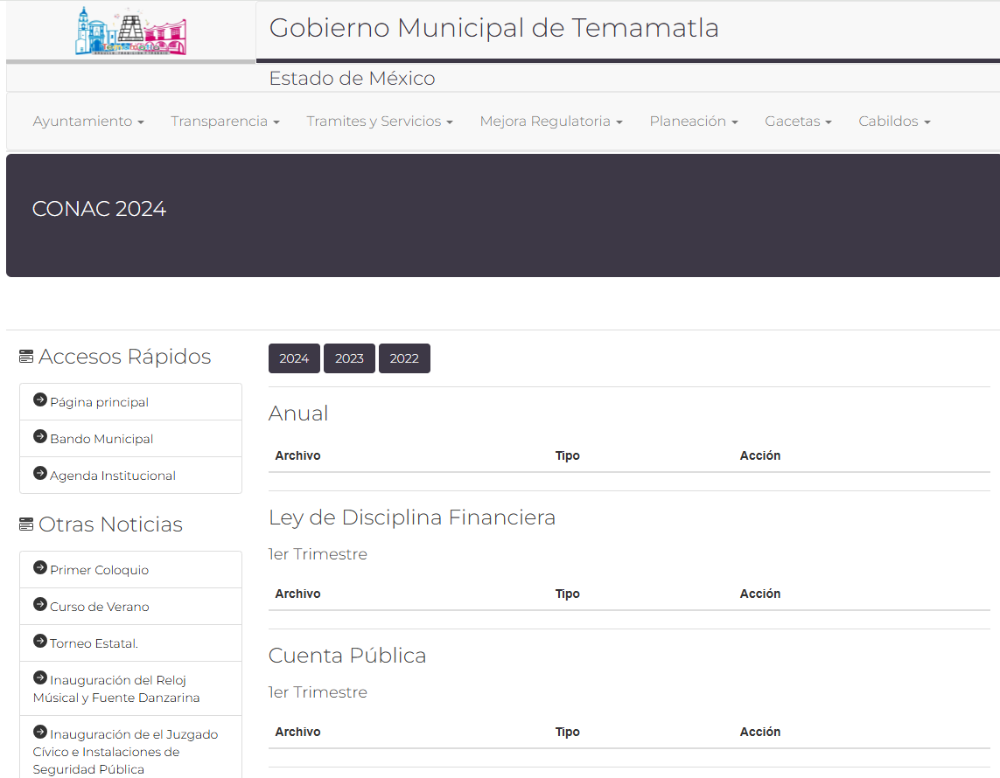 Gobierno Municipal de Temamatla
Estado de México
Ayuntamiento Transparencia Tramites y Servicios Mejora Regulatoria Planeación Gacetas Cabildos
CONAC 2024
Accesos Rápidos
Página principal
Bando Municipal
Agenda Institucional
Otras Noticias
Primer Coloquio
Curso de Verano
Torneo Estatal.
Inauguración del Reloj
Músical y Fuente Danzarina
Inauguración de el Juzgado
Cívico e Instalaciones de
Seguridad Pública
2024 2023 2022
Anual
Archivo Tipo Acción
Ley de Disciplina Financiera
1er Trimestre
Archivo Tipo Acción
Cuenta Pública
1er Trimestre
Archivo Tipo Acción